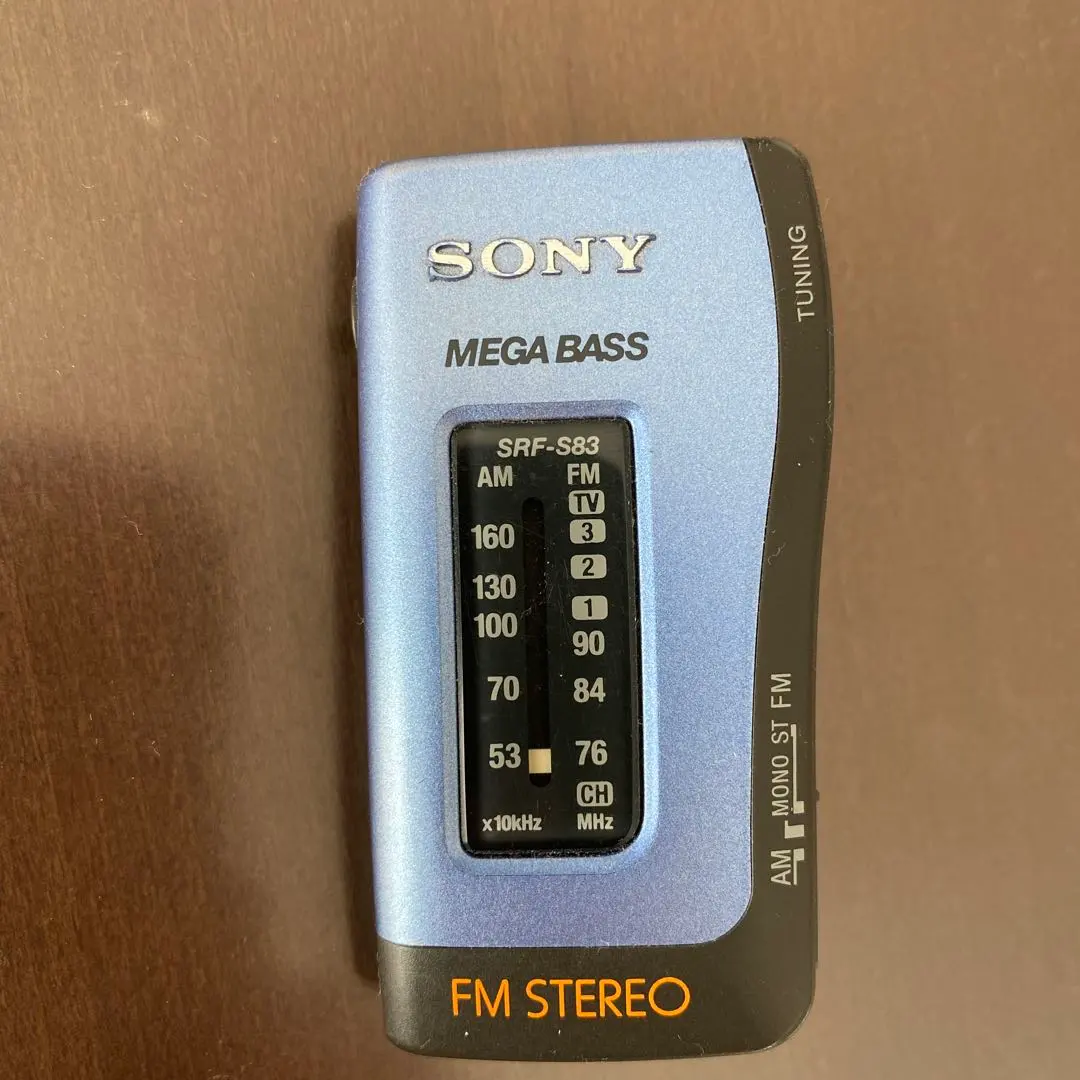 SONY
MEGA BASS
SRF-S83
AM FM
TV
160 3
130 2
100 1
90
70 84
53 76
CH
x10kHz MHz
TUNING
AM MONO ST FM
FM STEREO